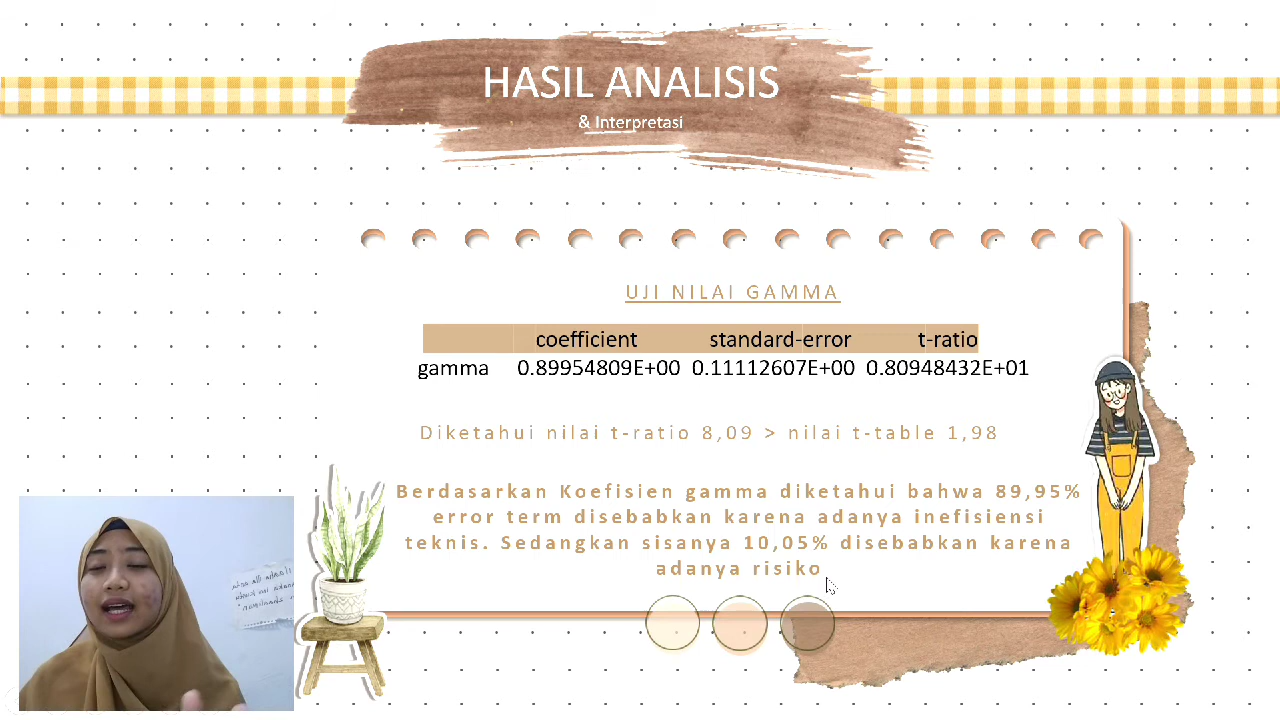 HASIL ANALISIS
& Interpretasi
UJI NILAI GAMMA
coefficient standard-error t-ratio
gamma 0.89954809E+00 0.11112607E+00 0.80948432E+01
Diketahui nilai t-ratio 8,09 > nilai t-table 1,98
Berdasarkan Koefisien gamma diketahui bahwa 89,95%
error term disebabkan karena adanya inefisiensi
teknis. Sedangkan sisanya 10,05% disebabkan karena
adanya risiko